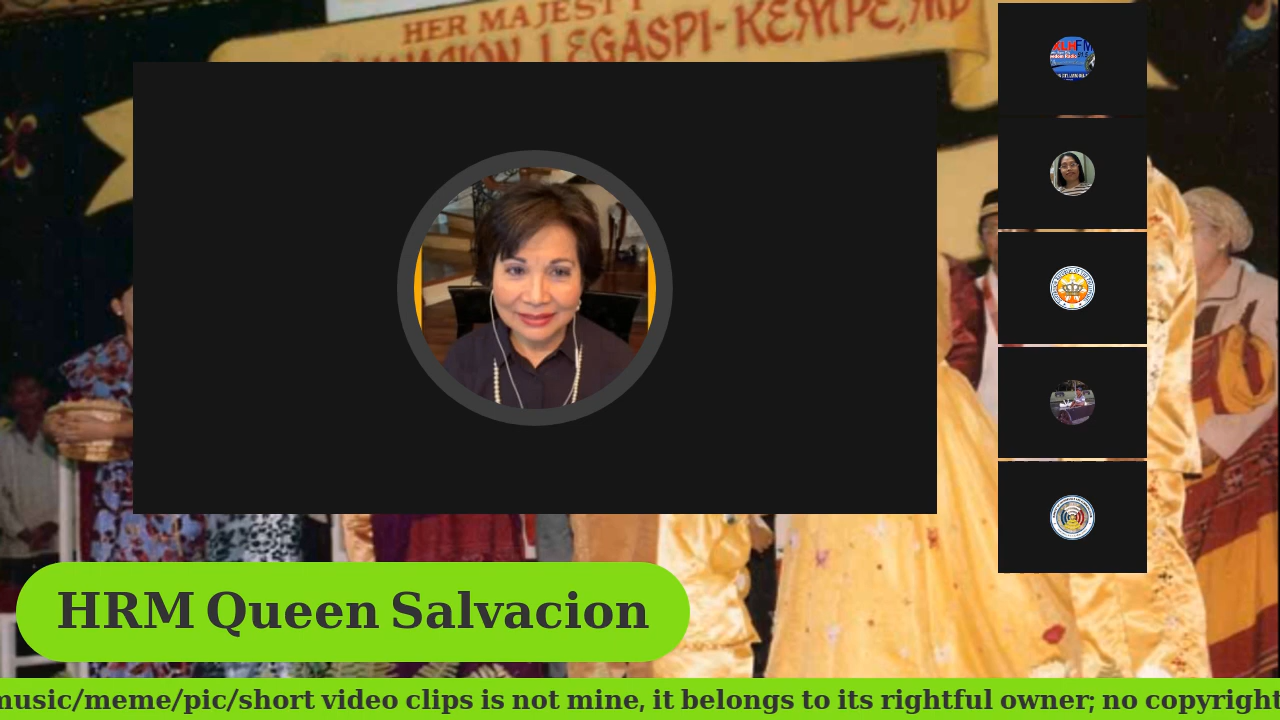 HER MAJESTY
LEGASPI-KEMPE, MD
XLHFM
HRM Queen Salvacion
music/meme/pic/short video clips is not mine, it belongs to its rightful owner; no copyright